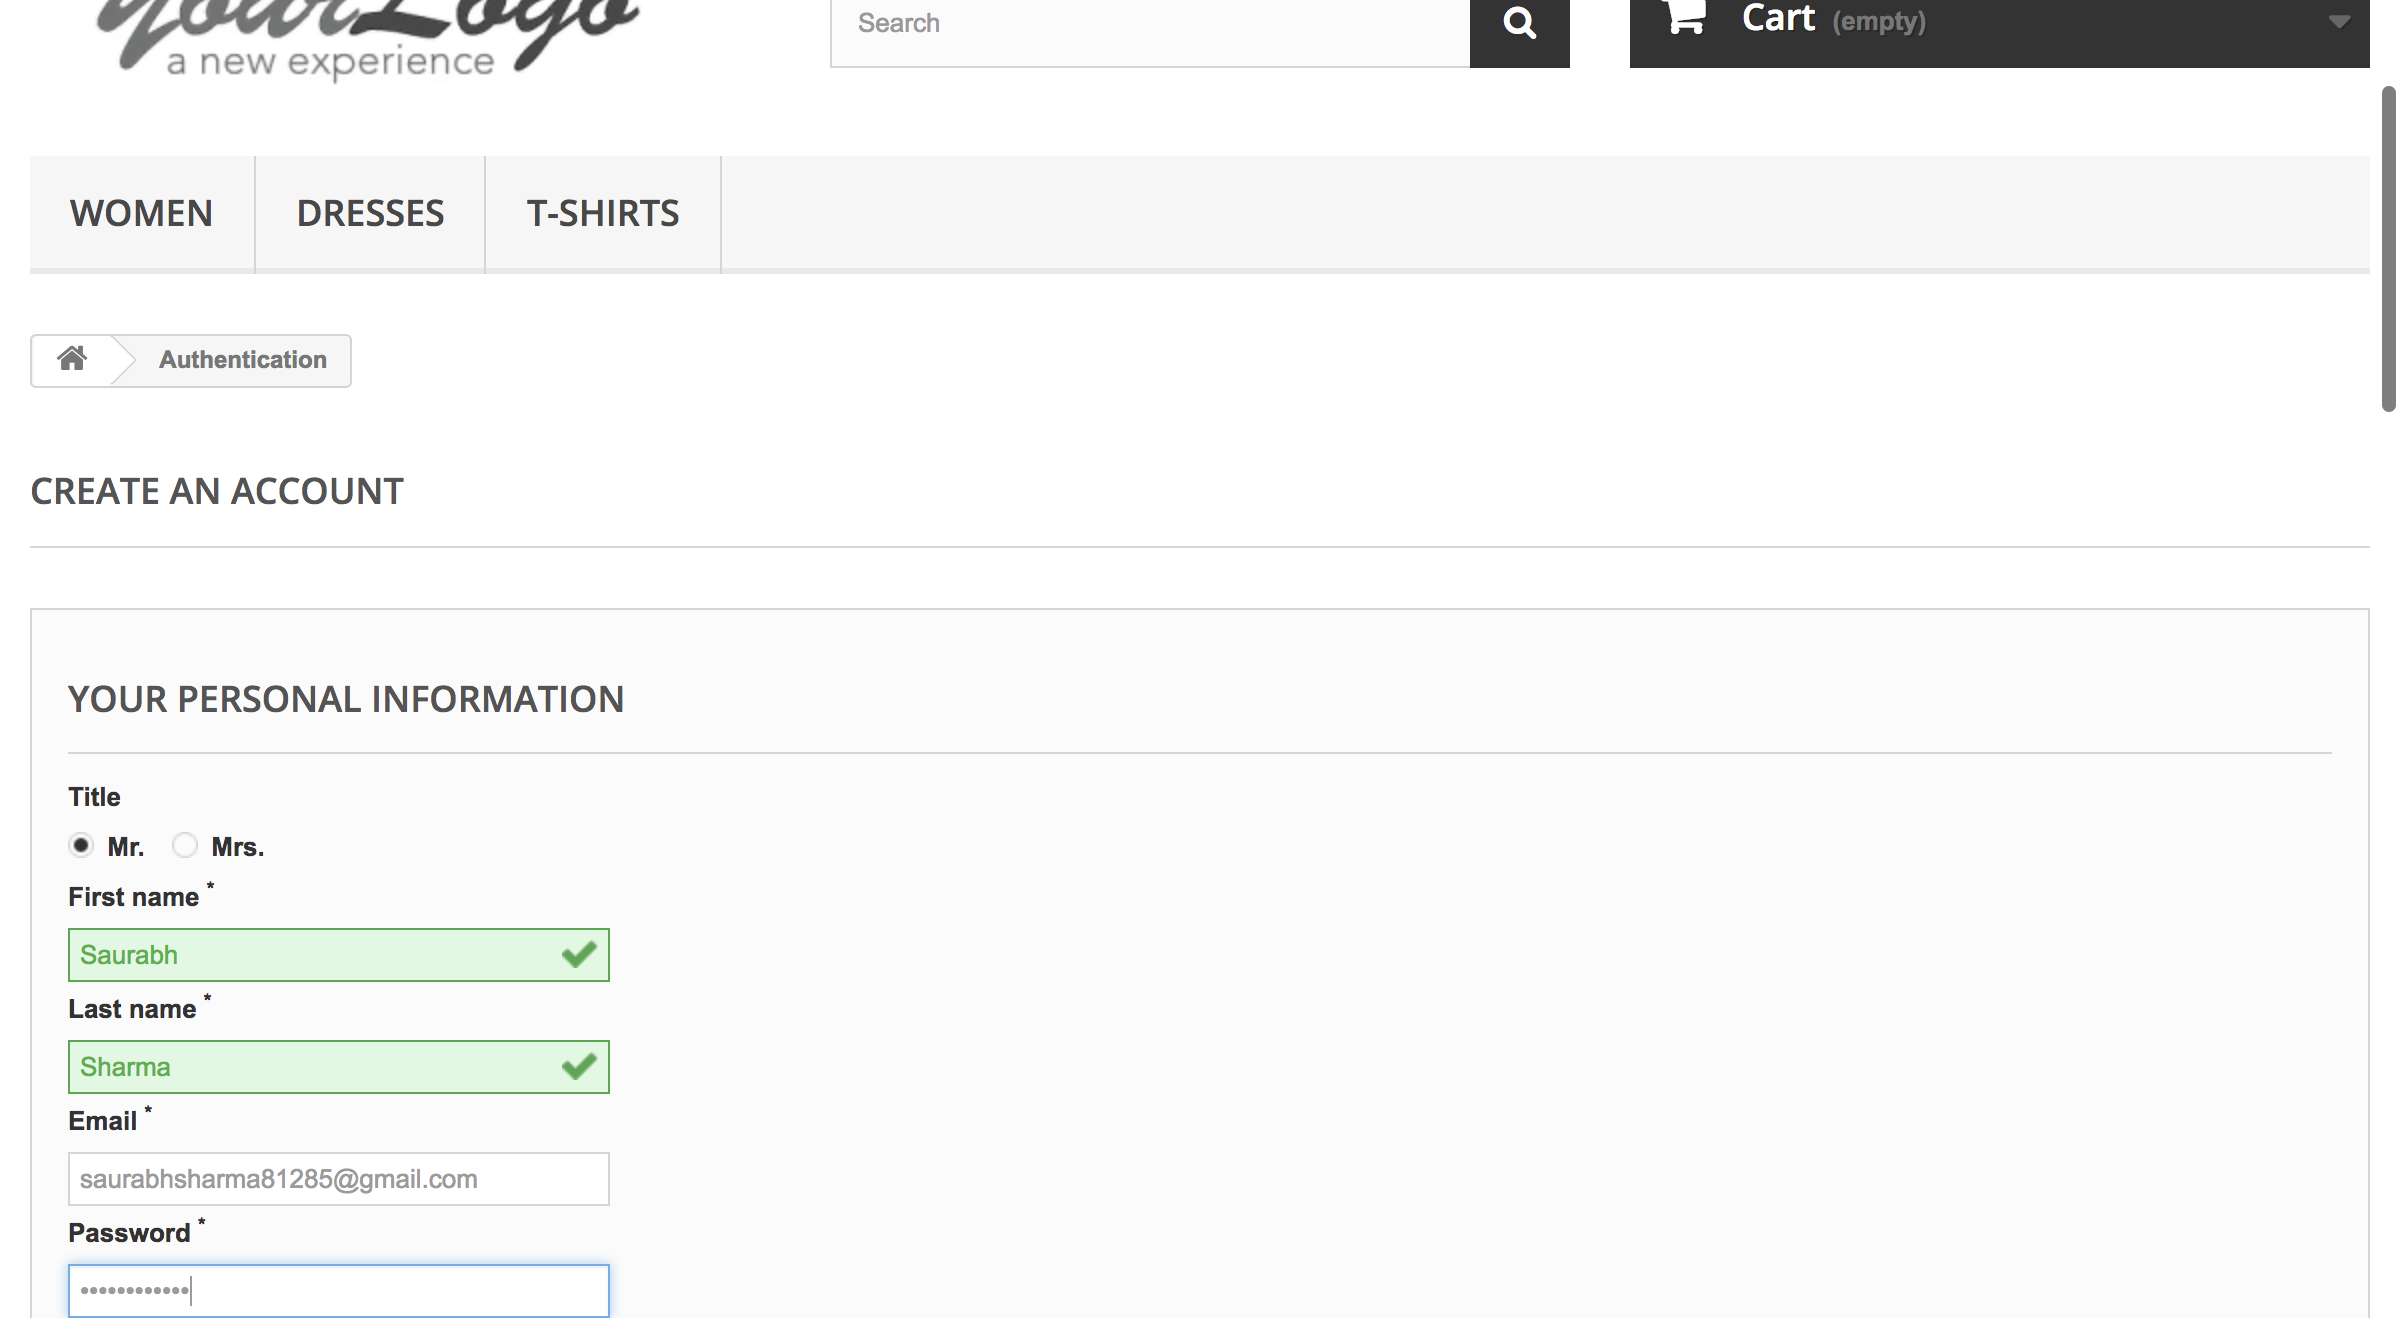 yourLogo
a new experience
Search
Cart (empty)
WOMEN DRESSES T-SHIRTS
Authentication
CREATE AN ACCOUNT
YOUR PERSONAL INFORMATION
Title
Mr. Mrs.
First name *
Saurabh
Last name *
Sharma
Email *
saurabhsharma81285@gmail.com
Password *
••••••••••••